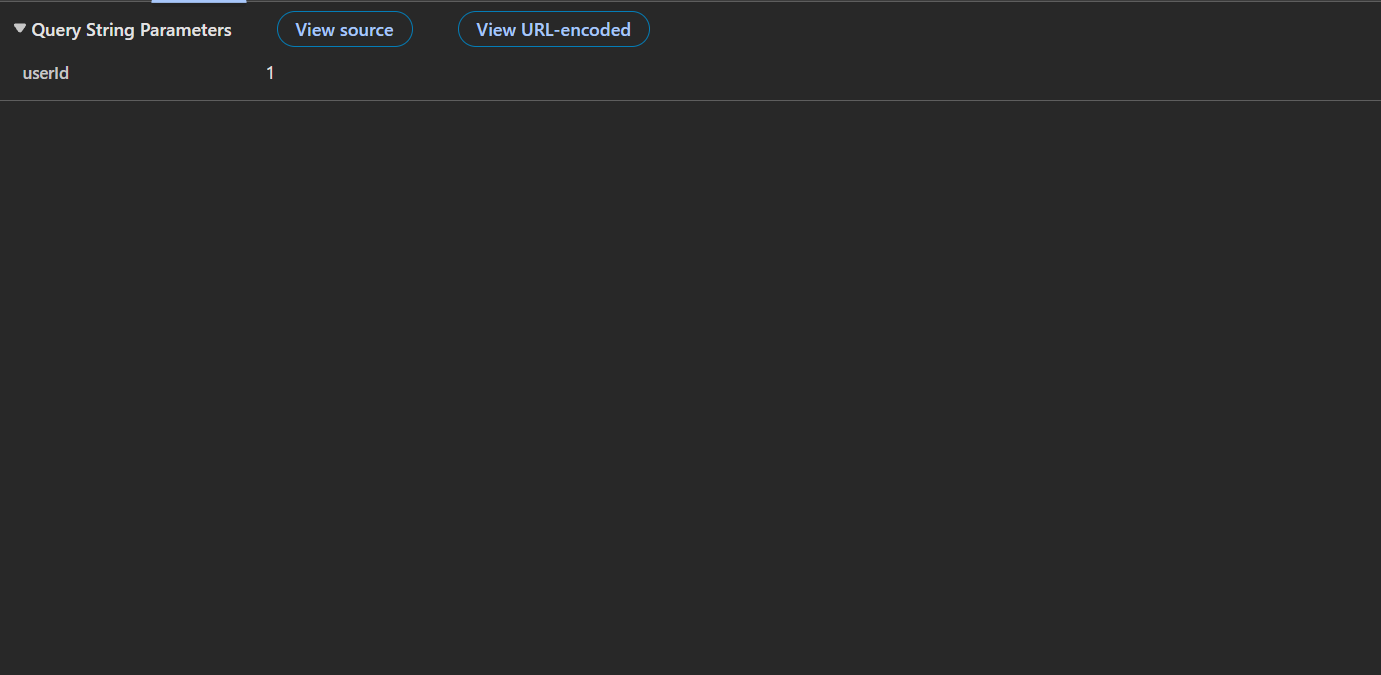 Query String Parameters View source View URL-encoded
userId 1